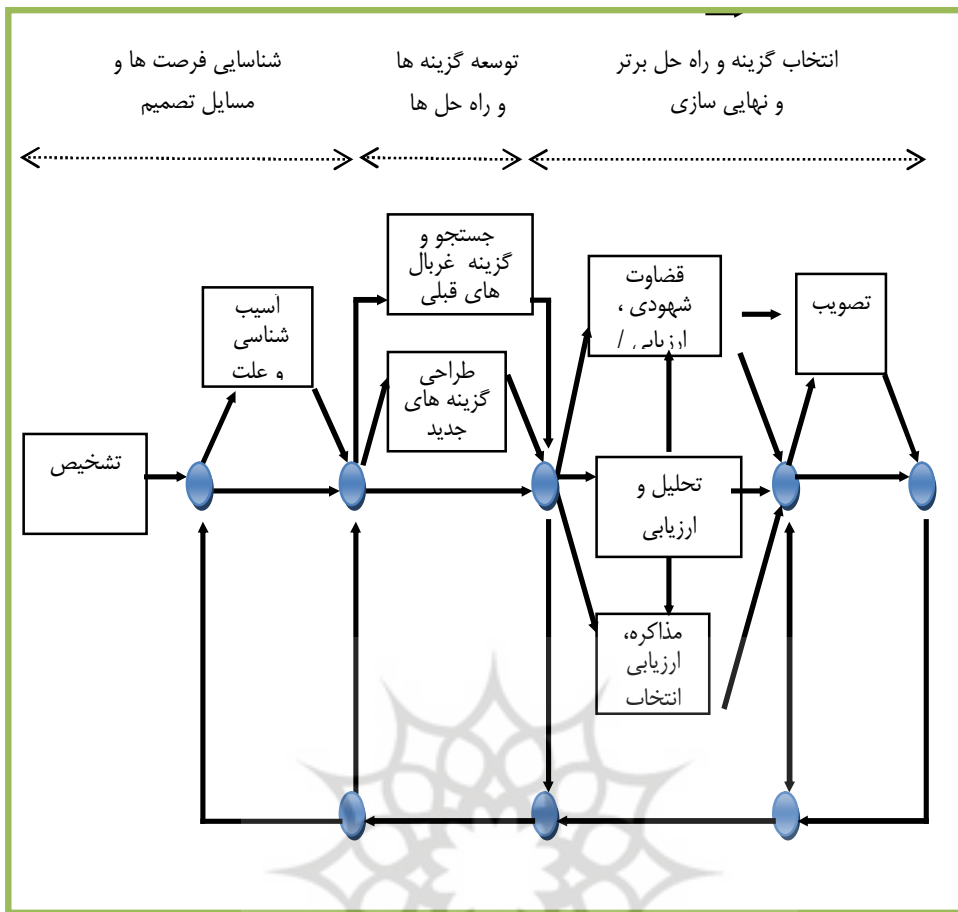 شناسایی فرصت ها و
مسایل تصمیم
توسعه گزینه ها
و راه حل ها
انتخاب گزینه و راه حل برتر
و نهایی سازی
جستجو و
گزینه غربال
های قبلی
قضاوت
شهودی ،
ارزیابی /
تصویب
آسیب
شناسی
و علت
طراحی
گزینه های
جدید
تشخیص
تحلیل و
ارزیابی
مذاکره،
ارزیابی
انتخاب